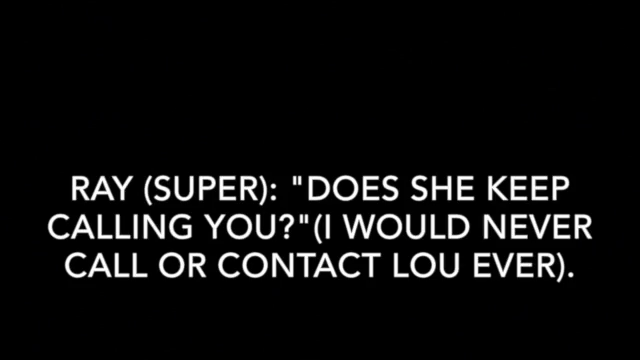 RAY (SUPER): "DOES SHE KEEP
CALLING YOU?"(I WOULD NEVER
CALL OR CONTACT LOU EVER).